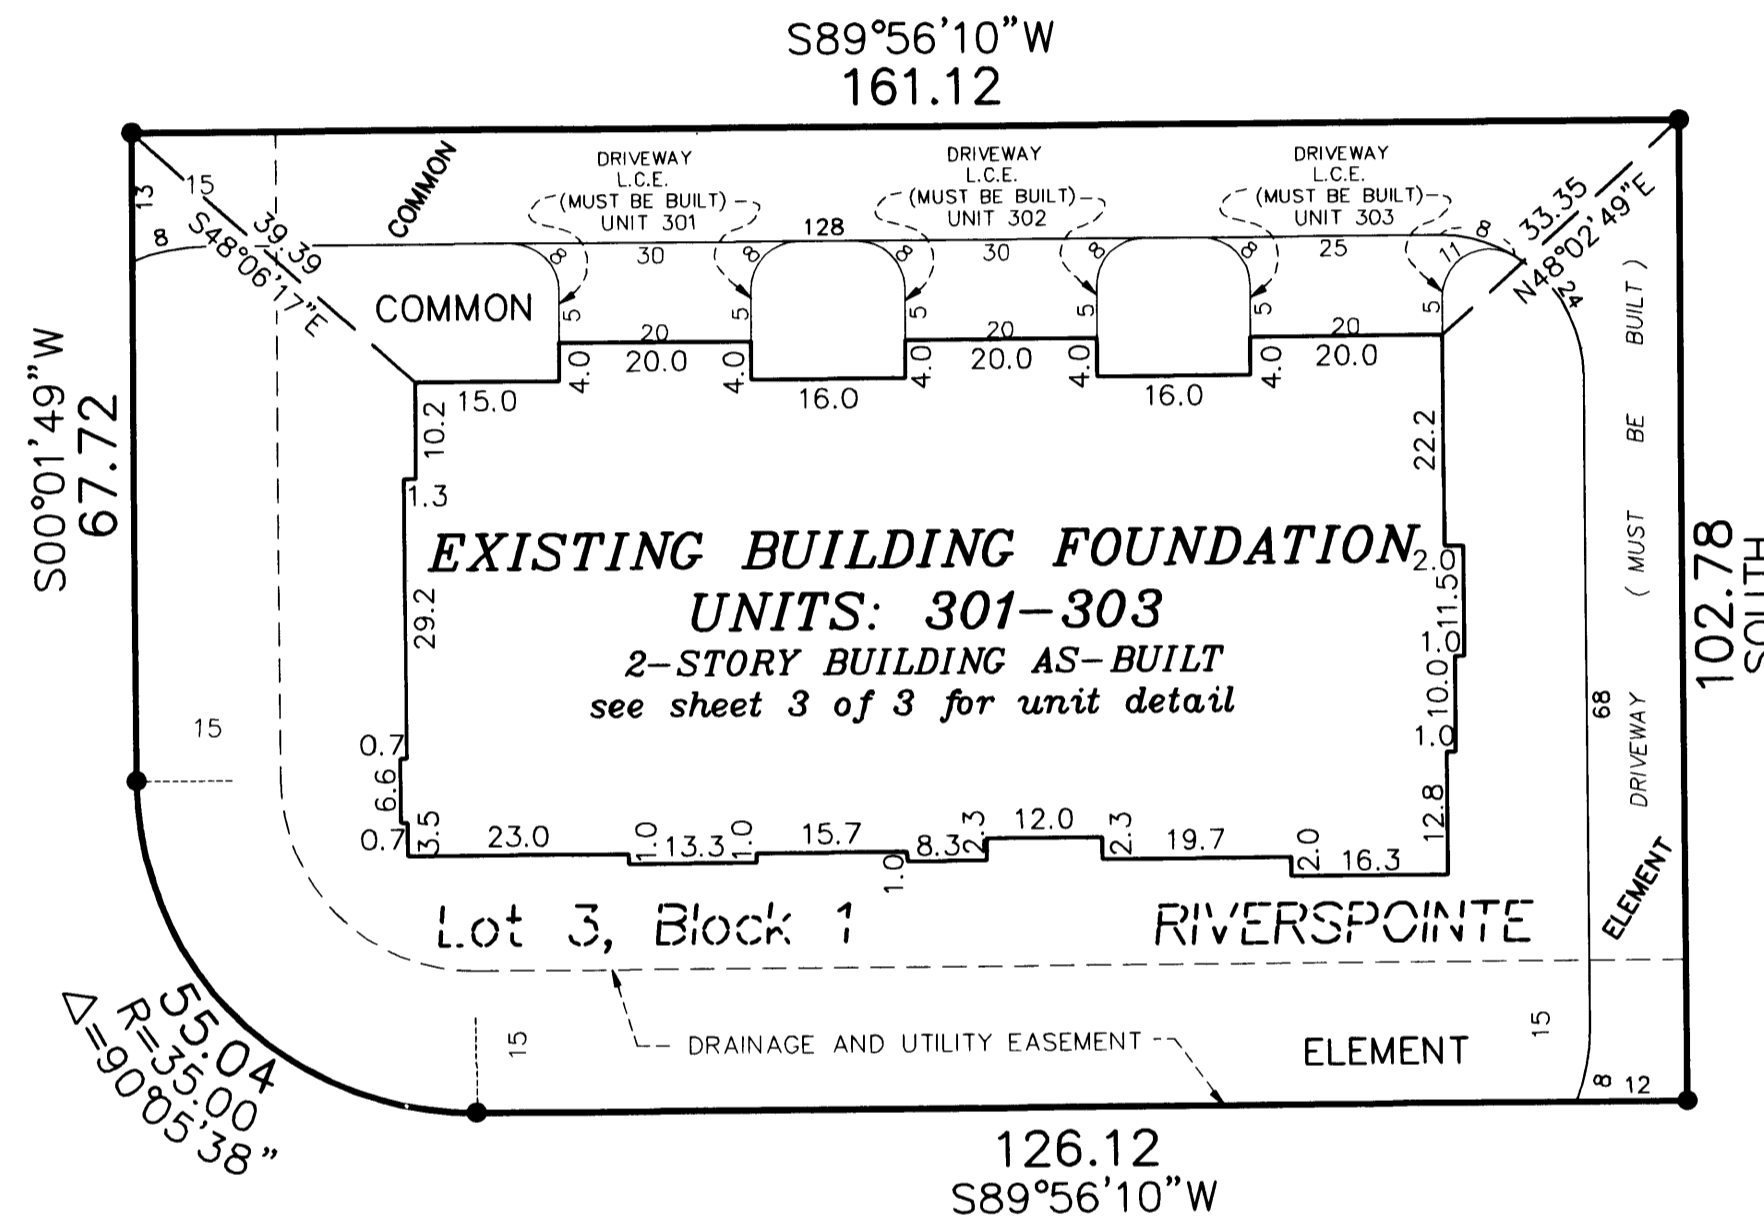 S89°56'10"W
161.12
DRIVEWAY
L.C.E.
(MUST BE BUILT)
UNIT 301
DRIVEWAY
L.C.E.
(MUST BE BUILT)
UNIT 302
DRIVEWAY
L.C.E.
(MUST BE BUILT)
UNIT 303
COMMON
13
15
8
39.39
S48°06'17"E
128
8
30
8
8
30
8
8
25
11
8
33.35
N48°02'49"E
24
COMMON
5
20
5
5
20
5
5
20
5
15.0
4.0
20.0
4.0
16.0
4.0
20.0
4.0
16.0
4.0
20.0
S00°01'49"W
67.72
10.2
1.3
29.2
22.2
EXISTING BUILDING FOUNDATION
UNITS: 301-303
2-STORY BUILDING AS-BUILT
see sheet 3 of 3 for unit detail
2.0
11.5
1.0
10.0
1.0
12.8
68
DRIVEWAY (MUST BE BUILT)
102.78
SOUTH
15
0.7
6.6
0.7
3.5
23.0
1.0
13.3
1.0
15.7
1.0
8.3
2.3
12.0
2.3
19.7
2.0
16.3
Lot 3, Block 1
RIVERSPOINTE
ELEMENT
55.04
R=35.00
Δ=90°05'38"
15
DRAINAGE AND UTILITY EASEMENT
ELEMENT
15
8
12
126.12
S89°56'10"W